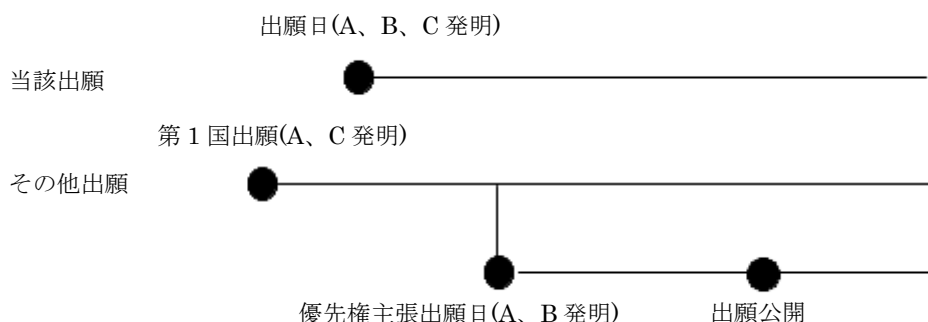 出願日(A、B、C 発明)
当該出願
第 1 国出願(A、C 発明)
その他出願
優先権主張出願日(A、B 発明)
出願公開